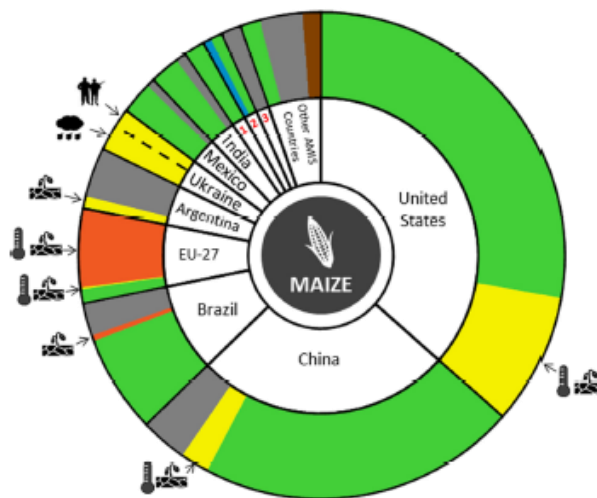 United
States
China
Brazil
EU-27
Argentina
Ukraine
Mexico
India
1
2
3
Other AMIS
Countries
MAIZE